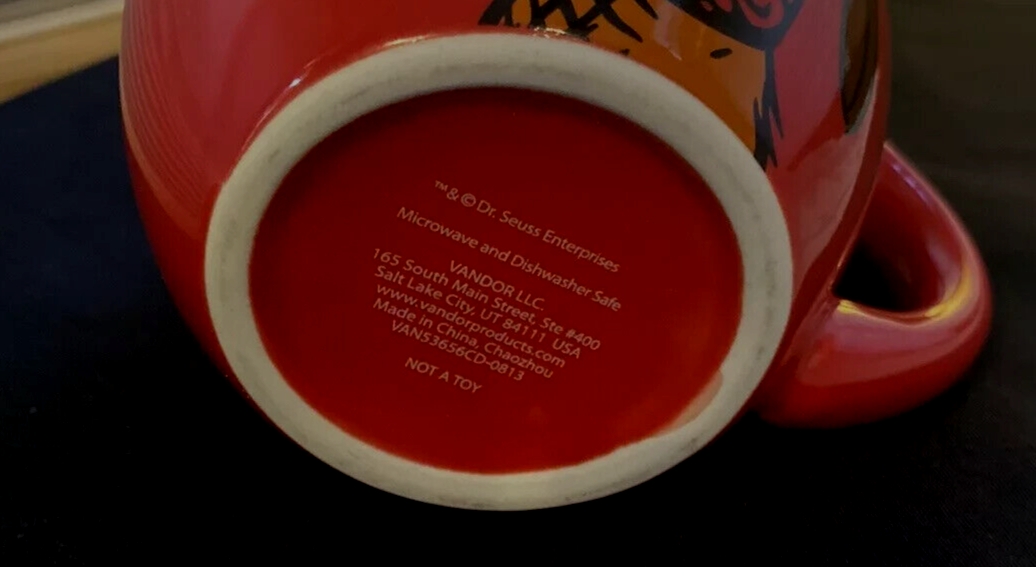 ™ & © Dr. Seuss Enterprises
Microwave and Dishwasher Safe
VANDOR LLC.
165 South Main Street, Ste #400
Salt Lake City, UT 84111 USA
www.vandorproducts.com
Made in China, Chaozhou
VAN53656CD-0813
NOT A TOY